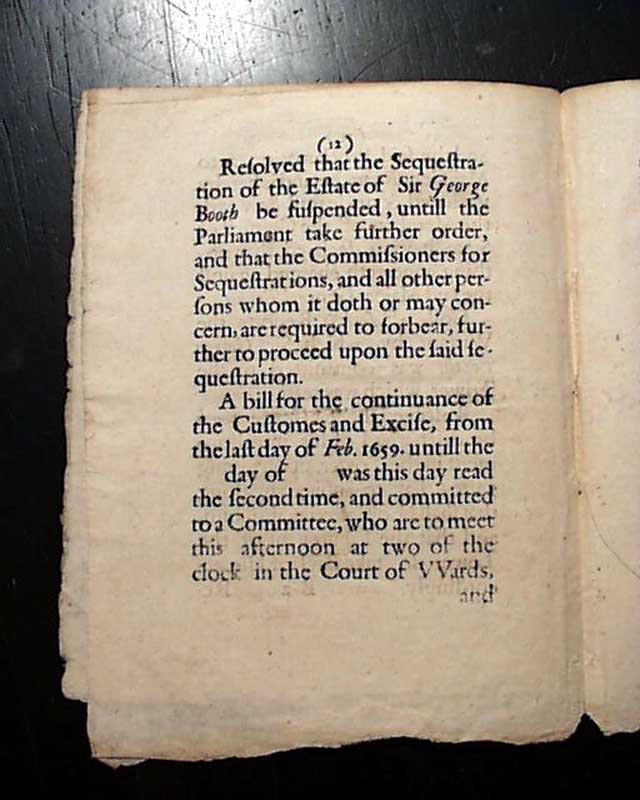 (12)
Reſolved that the Sequeſtra-
tion of the Eſtate of Sir George
Booth be ſuſpended, untill the
Parliament take further order,
and that the Commiſsioners for
Sequeſtrations, and all other per-
ſons whom it doth or may con-
cern, are required to forbear, fur-
ther to proceed upon the ſaid ſe-
queſtration.
A bill for the continuance of
the Cuſtomes and Exciſe, from
the laſt day of Feb. 1659. untill the
day of was this day read
the ſecond time, and committed
to a Committee, who are to meet
this afternoon at two of the
clock in the Court of VVards,
and